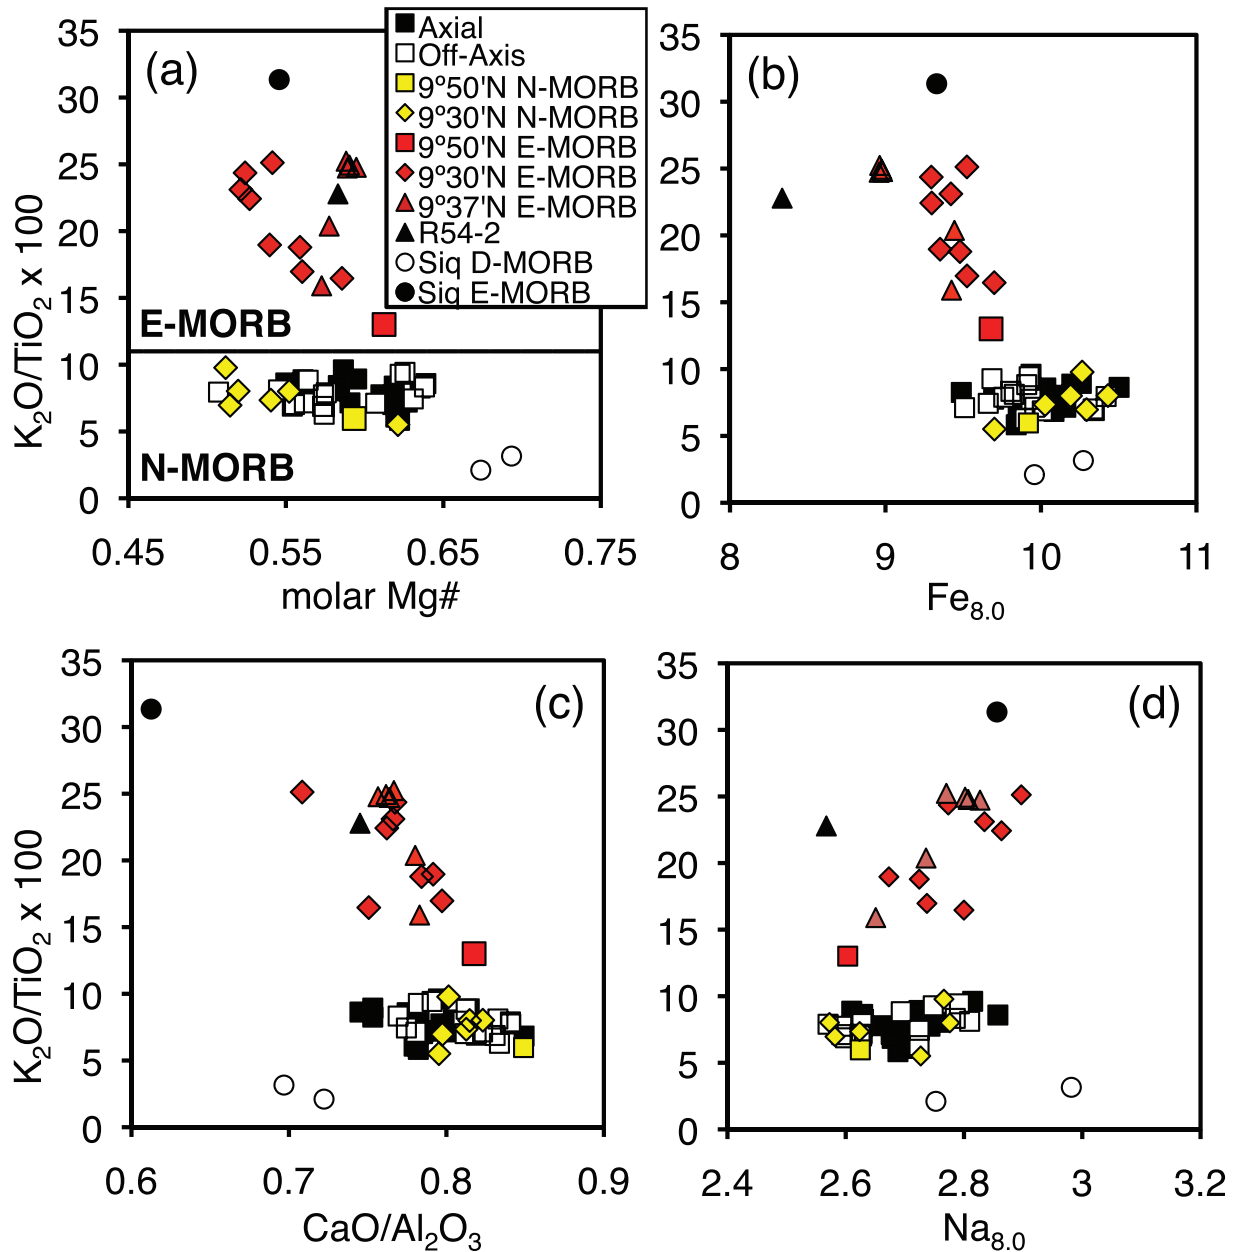 (a)
35
30
25
20
15
10
5
0
K2O/TiO2 x 100
E-MORB
N-MORB
0.45 0.55 0.65 0.75
molar Mg#
Axial
Off-Axis
9º50'N N-MORB
9º30'N N-MORB
9º50'N E-MORB
9º30'N E-MORB
9º37'N E-MORB
R54-2
Siq D-MORB
Siq E-MORB
(b)
35
30
25
20
15
10
5
0
8 9 10 11
Fe8.0
(c)
35
30
25
20
15
10
5
0
K2O/TiO2 x 100
0.6 0.7 0.8 0.9
CaO/Al2O3
(d)
35
30
25
20
15
10
5
0
2.4 2.6 2.8 3 3.2
Na8.0